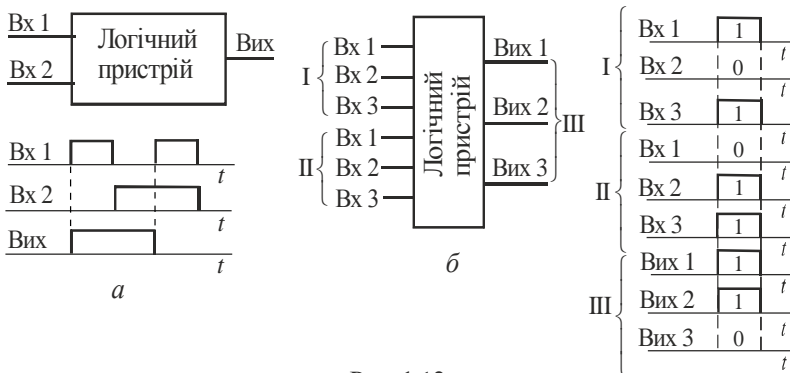 Вх 1
Вх 2
Логічний
пристрій
Вих
Вх 1
t
Вх 2
t
Вих
t
а
I
Вх 1
Вх 2
Вх 3
II
Вх 1
Вх 2
Вх 3
Логічний
пристрій
Вих 1
Вих 2
Вих 3
III
б
I
Вх 1
1
t
Вх 2
0
t
Вх 3
1
t
II
Вх 1
0
t
Вх 2
1
t
Вх 3
1
t
III
Вих 1
1
t
Вих 2
1
t
Вих 3
0
t